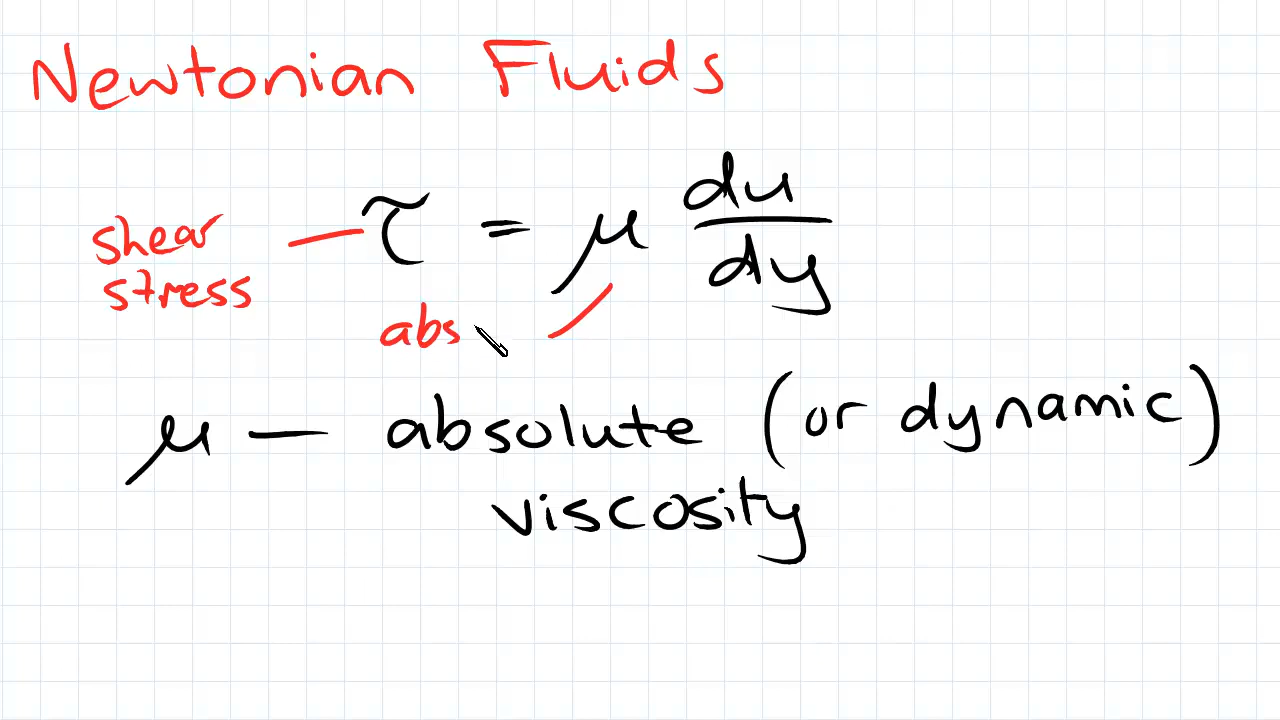 Newtonian Fluids
shear
stress
τ = μ du/dy
abs
μ — absolute (or dynamic)
viscosity